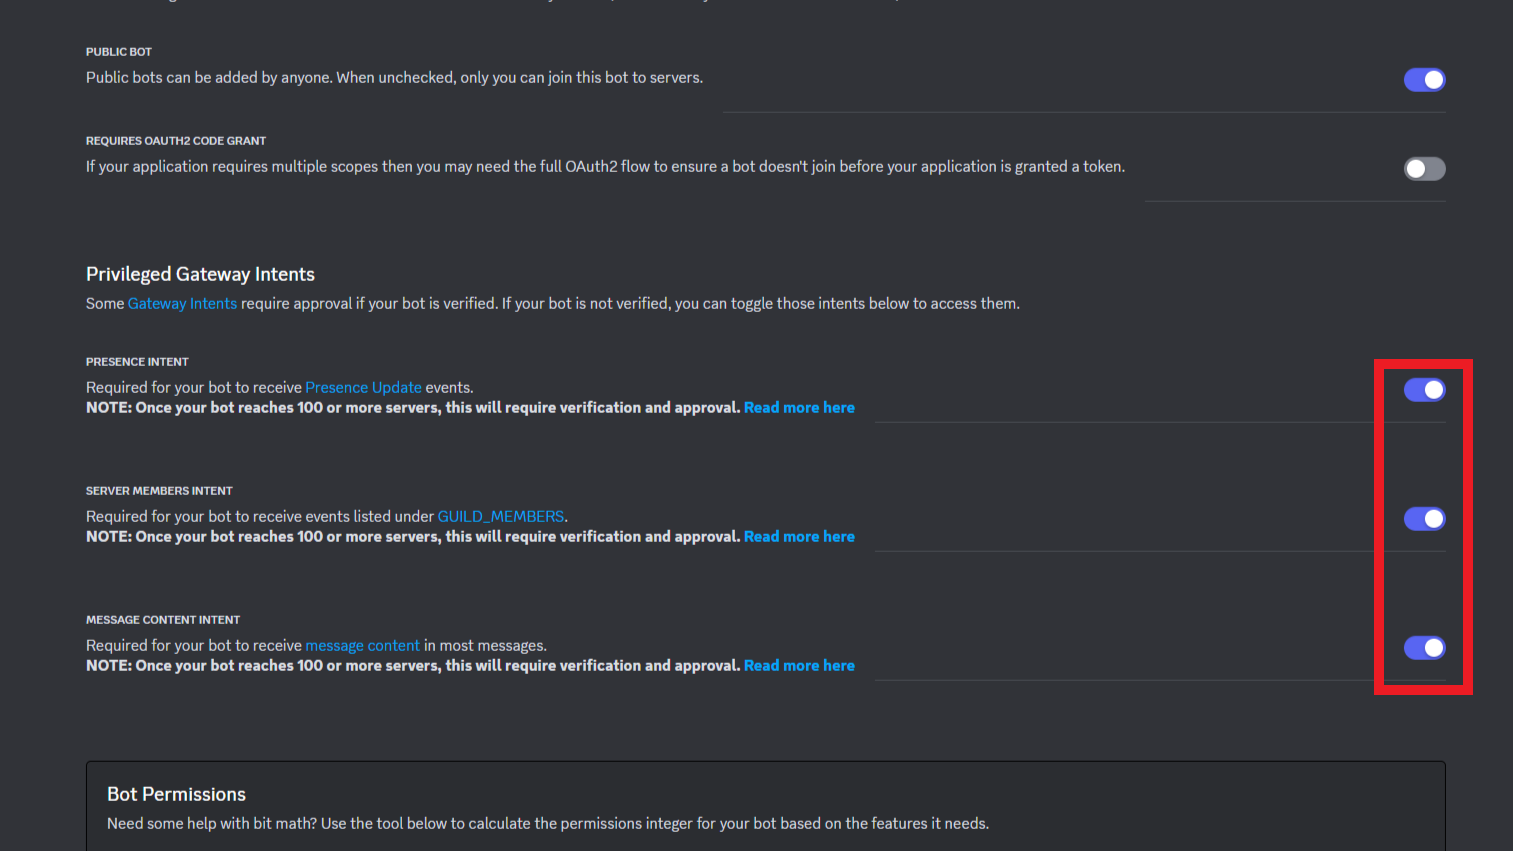 PUBLIC BOT
Public bots can be added by anyone. When unchecked, only you can join this bot to servers.
REQUIRES OAUTH2 CODE GRANT
If your application requires multiple scopes then you may need the full OAuth2 flow to ensure a bot doesn't join before your application is granted a token.
Privileged Gateway Intents
Some Gateway Intents require approval if your bot is verified. If your bot is not verified, you can toggle those intents below to access them.
PRESENCE INTENT
Required for your bot to receive Presence Update events.
NOTE: Once your bot reaches 100 or more servers, this will require verification and approval. Read more here
SERVER MEMBERS INTENT
Required for your bot to receive events listed under GUILD_MEMBERS.
NOTE: Once your bot reaches 100 or more servers, this will require verification and approval. Read more here
MESSAGE CONTENT INTENT
Required for your bot to receive message content in most messages.
NOTE: Once your bot reaches 100 or more servers, this will require verification and approval. Read more here
Bot Permissions
Need some help with bit math? Use the tool below to calculate the permissions integer for your bot based on the features it needs.